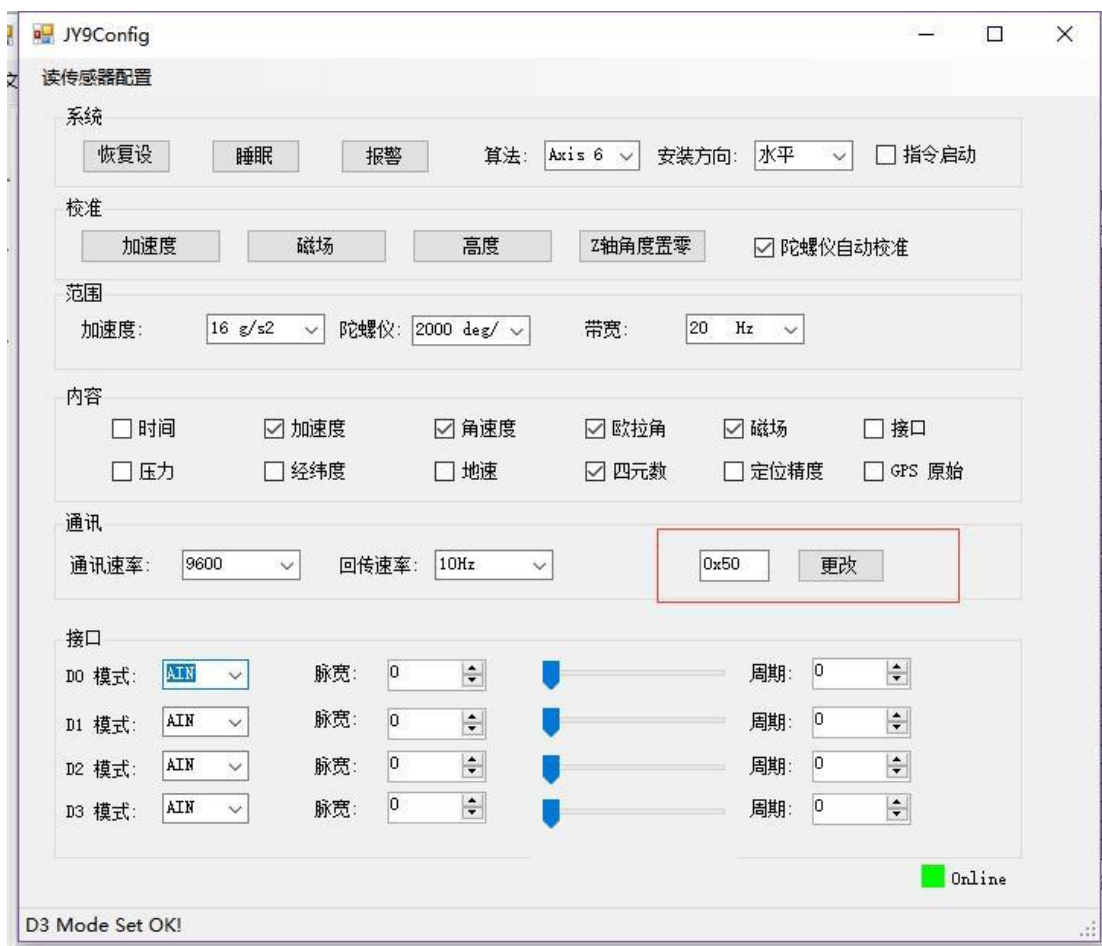 JY9Config
文
读传感器配置
系统
恢复设 睡眠 报警 算法: Axis 6 安装方向: 水平 指令启动
校准
加速度 磁场 高度 Z轴角度置零 陀螺仪自动校准
范围
加速度: 16 g/s2 陀螺仪: 2000 deg/ 带宽: 20 Hz
内容
时间 加速度 角速度 欧拉角 磁场 接口
压力 经纬度 地速 四元数 定位精度 GPS 原始
通讯
通讯速率: 9600 回传速率: 10Hz 0x50 更改
接口
D0 模式: AIN 脉宽: 0 周期: 0
D1 模式: AIN 脉宽: 0 周期: 0
D2 模式: AIN 脉宽: 0 周期: 0
D3 模式: AIN 脉宽: 0 周期: 0
Online
D3 Mode Set OK!